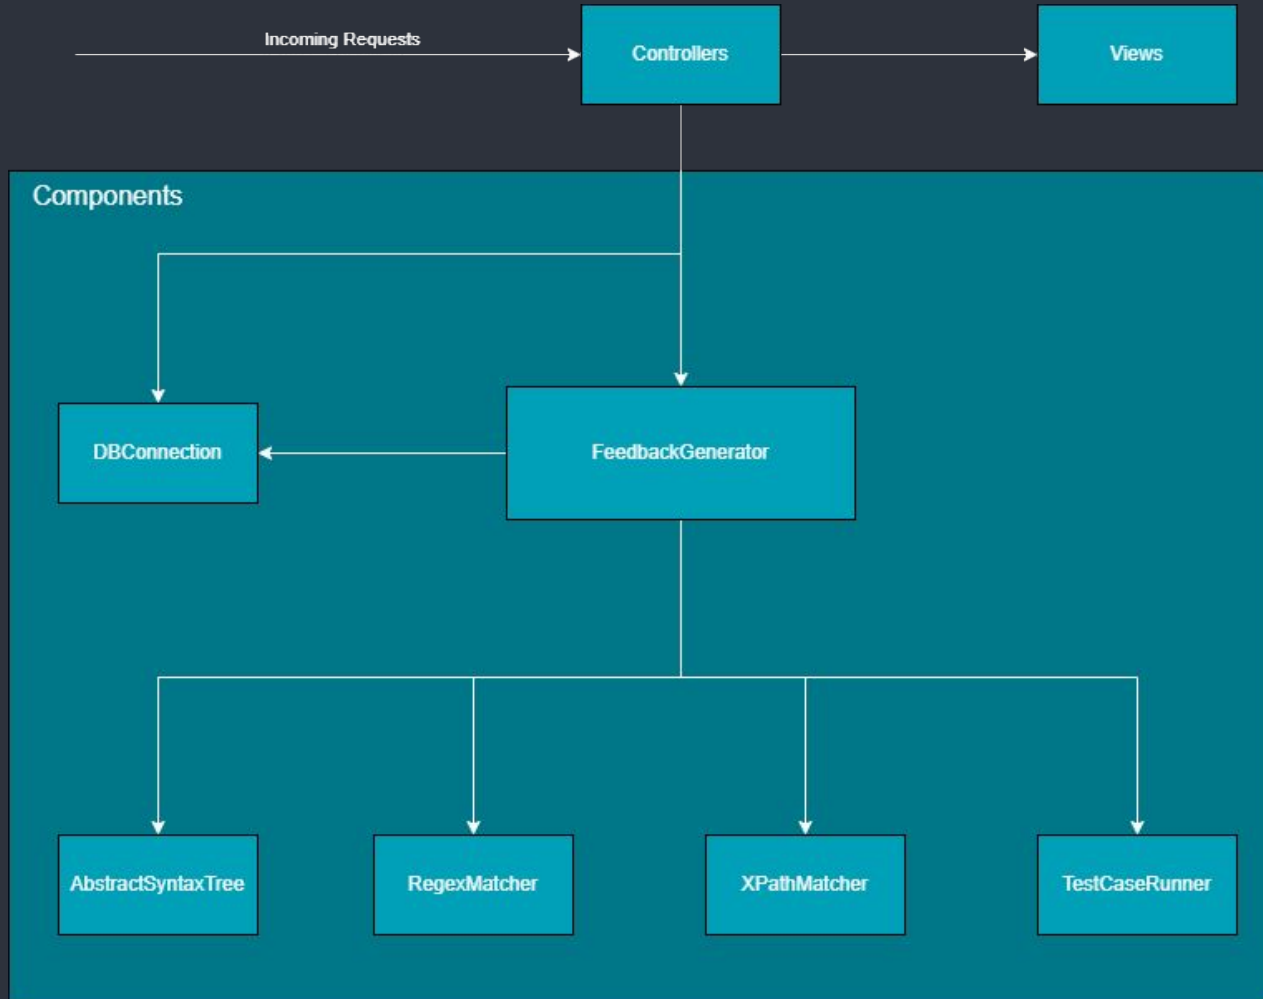 Incoming Requests
Controllers
Views
Components
DBConnection
FeedbackGenerator
AbstractSyntaxTree
RegexMatcher
XPathMatcher
TestCaseRunner